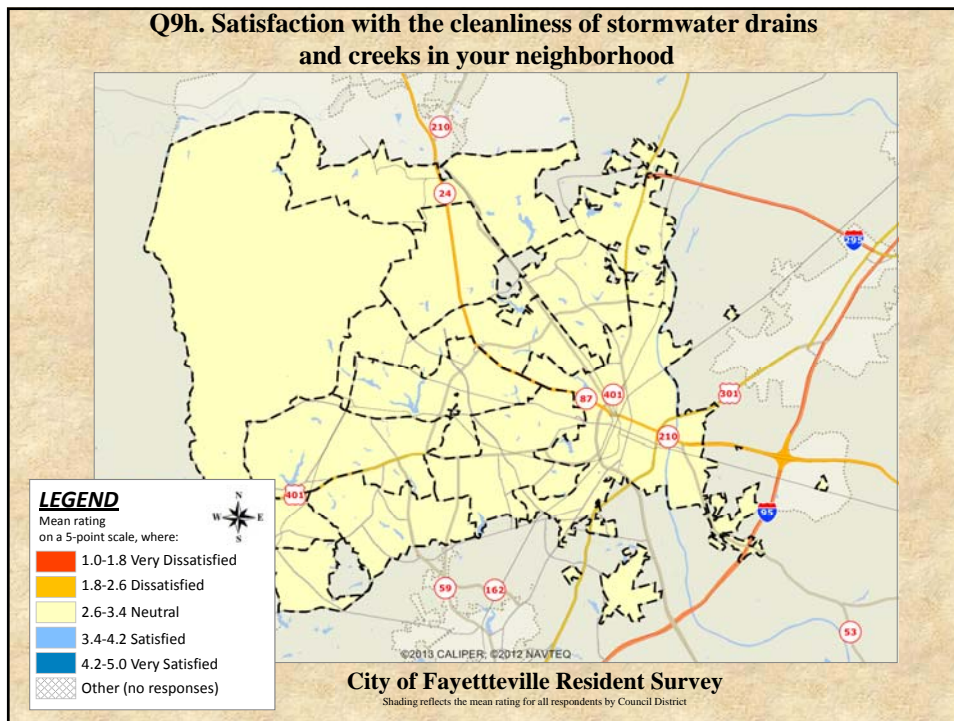 Q9h. Satisfaction with the cleanliness of stormwater drains
and creeks in your neighborhood
210
24
295
87
401
301
210
401
95
59
162
53
LEGEND
Mean rating
on a 5-point scale, where:
N
W E
S
1.0-1.8 Very Dissatisfied
1.8-2.6 Dissatisfied
2.6-3.4 Neutral
3.4-4.2 Satisfied
4.2-5.0 Very Satisfied
Other (no responses)
©2013 CALIPER; ©2012 NAVTEQ
City of Fayettteville Resident Survey
Shading reflects the mean rating for all respondents by Council District